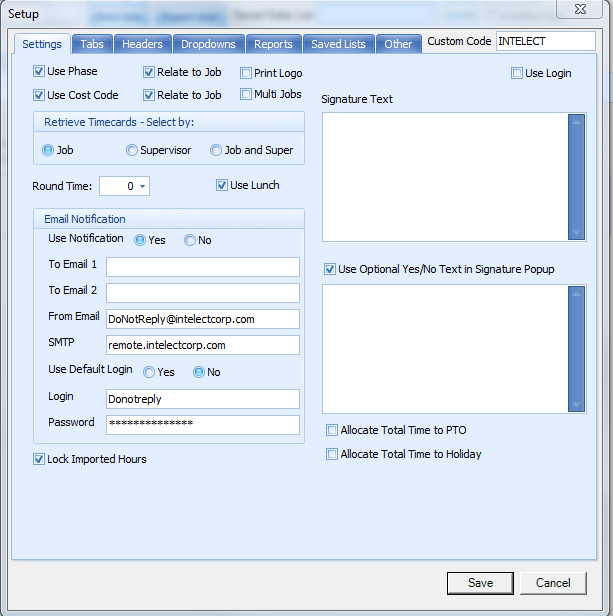 Setup
Settings Tabs Headers Dropdowns Reports Saved Lists Other Custom Code INTELECT
Use Phase Relate to Job Print Logo Use Login
Use Cost Code Relate to Job Multi Jobs
Signature Text
Retrieve Timecards - Select by:
Job Supervisor Job and Super
Round Time: 0 Use Lunch
Email Notification
Use Notification Yes No
To Email 1
Use Optional Yes/No Text in Signature Popup
To Email 2
From Email DoNotReply@intelectcorp.com
SMTP remote.intelectcorp.com
Use Default Login Yes No
Login Donotreply
Password **************
Allocate Total Time to PTO
Lock Imported Hours
Allocate Total Time to Holiday
Save Cancel